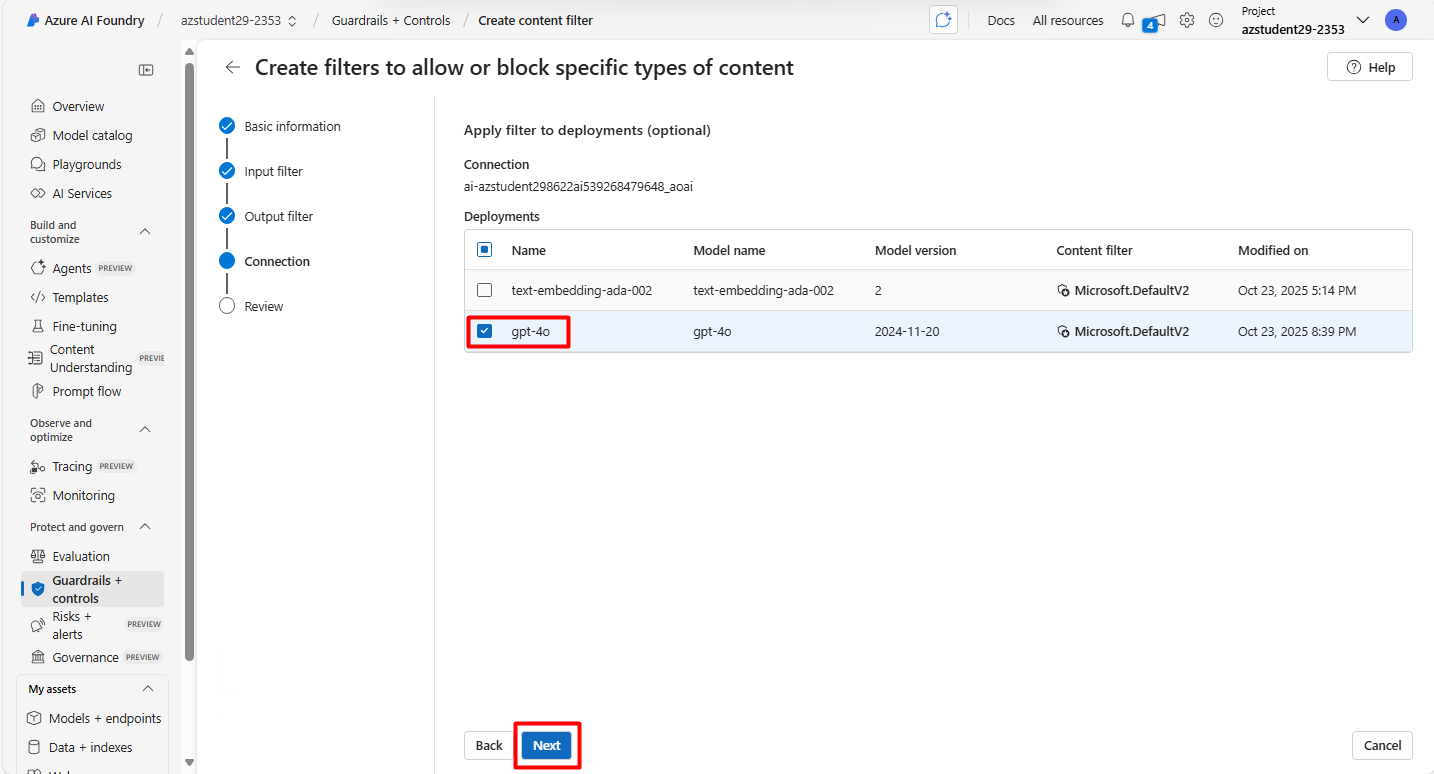 Azure AI Foundry / azstudent29-2353 / Guardrails + Controls / Create content filter
Docs All resources 4 Project
azstudent29-2353 A
Create filters to allow or block specific types of content
Help
Overview
Model catalog
Playgrounds
AI Services
Build and
customize
Agents PREVIEW
Templates
Fine-tuning
Content
Understanding PREVIE
Prompt flow
Observe and
optimize
Tracing PREVIEW
Monitoring
Protect and govern
Evaluation
Guardrails +
controls
Risks +
alerts PREVIEW
Governance PREVIEW
My assets
Models + endpoints
Data + indexes
Basic information
Input filter
Output filter
Connection
Review
Apply filter to deployments (optional)
Connection
ai-azstudent298622ai539268479648_aoai
Deployments
Name Model name Model version Content filter Modified on
text-embedding-ada-002 text-embedding-ada-002 2 Microsoft.DefaultV2 Oct 23, 2025 5:14 PM
gpt-4o gpt-4o 2024-11-20 Microsoft.DefaultV2 Oct 23, 2025 8:39 PM
Back Next Cancel